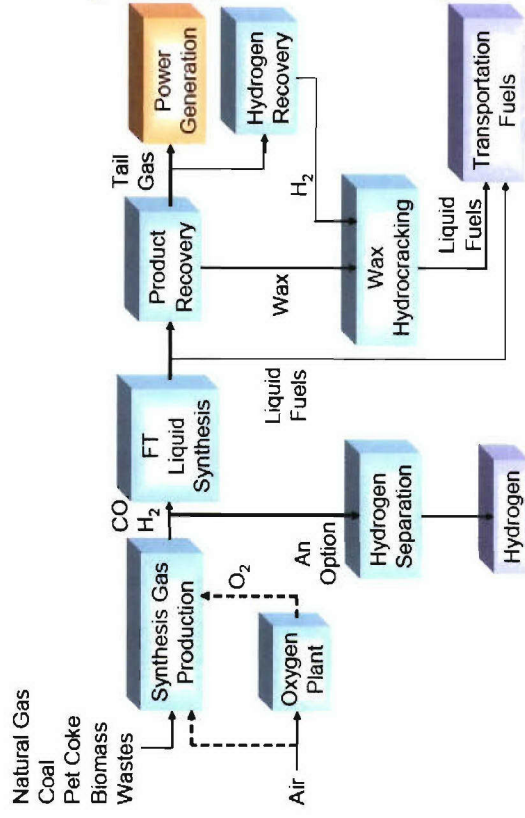 Natural Gas
Coal
Pet Coke
Biomass
Wastes
Air
Synthesis Gas
Production
O2
Oxygen
Plant
CO
H2
An
Option
Hydrogen
Separation
Hydrogen
FT
Liquid
Synthesis
Liquid
Fuels
Product
Recovery
Wax
Tail
Gas
Power
Generation
Hydrogen
Recovery
H2
Wax
Hydrocracking
Liquid
Fuels
Transportation
Fuels